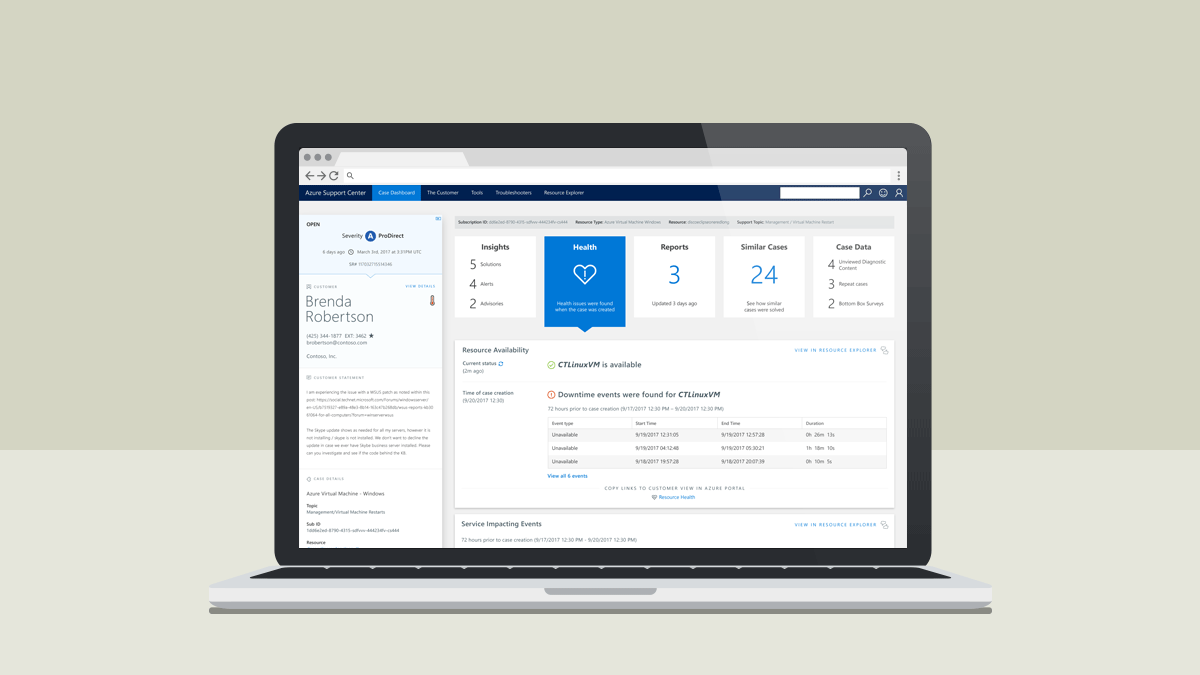 Azure Support Center
Case Dashboard
The Customer
Tools
Troubleshooters
Resource Explorer
OPEN
Severity A ProDirect
6 days ago March 3rd, 2017 at 2:31PM UTC
SR# 117032715514346
CUSTOMER
VIEW DETAILS
Brenda
Robertson
(425) 344-1877 EXT: 3462 ★
brobertson@contoso.com
Contoso, Inc.
CUSTOMER STATEMENT
I am experiencing the issue with a WSUS patch as noted within this
post: https://social.technet.microsoft.com/Forums/windowsserver/
for-all-computers?forum=winserverwsus
The Skype update shows as needed for all my servers, however it is
not installing / skype is not installed. We don't want to decline the
update in case we ever have Skype business server installed. Please
can you investigate and see if the code behind the KB.
CASE DETAILS
Azure Virtual Machine - Windows
Topic
Management/Virtual Machine Restarts
Sub ID
1dd6e2ed-8790-4315-sdfvvv-444234fv-cs444
Resource
Subscription ID: dd6e2ed-8790-4315-sdfvvv-444234fv-cs444 Resource Type: Azure Virtual Machine Windows Resource: Support Topic: Management / Virtual Machine Restart
Insights
5 Solutions
4 Alerts
2 Advisories
Health
Health issues were found
when the case was created
Reports
3
Updated 3 days ago
Similar Cases
24
See how similar
cases were solved
Case Data
4 Unviewed Diagnostic
Content
3 Repeat cases
2 Bottom Box Surveys
Resource Availability
VIEW IN RESOURCE EXPLORER
Current status
(2m ago)
CTLinuxVM is available
Time of case creation
(9/20/2017 12:30)
Downtime events were found for CTLinuxVM
72 hours prior to case creation (9/17/2017 12:30 PM – 9/20/2017 12:30 PM)
Event type Start Time End Time Duration
Unavailable 9/19/2017 12:31:05 9/19/2017 12:57:28 0h 26m 13s
Unavailable 9/19/2017 04:12:48 9/19/2017 05:30:21 1h 18m 10s
Unavailable 9/18/2017 19:57:28 9/18/2017 20:07:39 0h 10m 5s
View all 6 events
COPY LINKS TO CUSTOMER VIEW IN AZURE PORTAL
Resource Health
Service Impacting Events
VIEW IN RESOURCE EXPLORER
72 hours prior to case creation (9/17/2017 12:30 PM – 9/20/2017 12:30 PM)